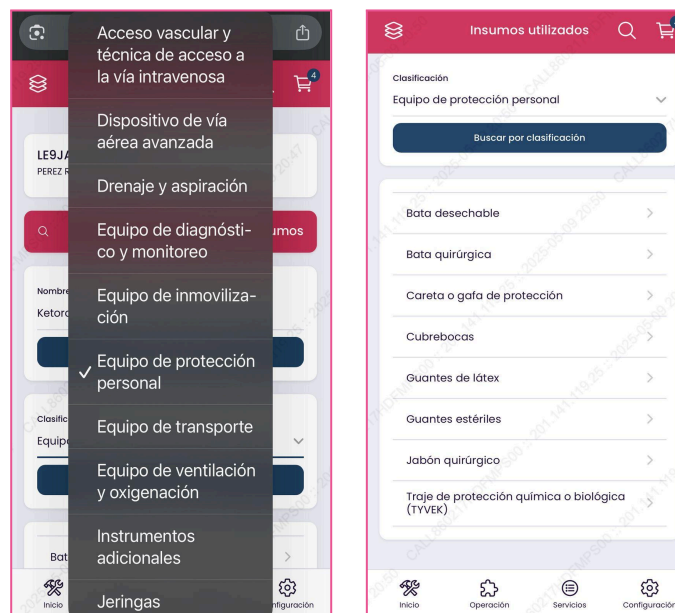 Acceso vascular y
técnica de acceso a
la vía intravenosa
4
Dispositivo de vía
aérea avanzada
LE9JA
PEREZ R
Drenaje y aspiración
Equipo de diagnósti-
co y monitoreo
umos
Equipo de inmoviliza-
ción
Nombre
Ketoro
Equipo de protección
personal
Equipo de transporte
Clasific
Equipo
Equipo de ventilación
y oxigenación
Instrumentos
adicionales
Bat
Jeringas
Inicio
nfiguración
Insumos utilizados
Clasificación
Equipo de protección personal
Buscar por clasificación
Bata desechable
Bata quirúrgica
Careta o gafa de protección
Cubrebocas
Guantes de látex
Guantes estériles
Jabón quirúrgico
Traje de protección química o biológica
(TYVEK)
Inicio
Operación
Servicios
Configuración